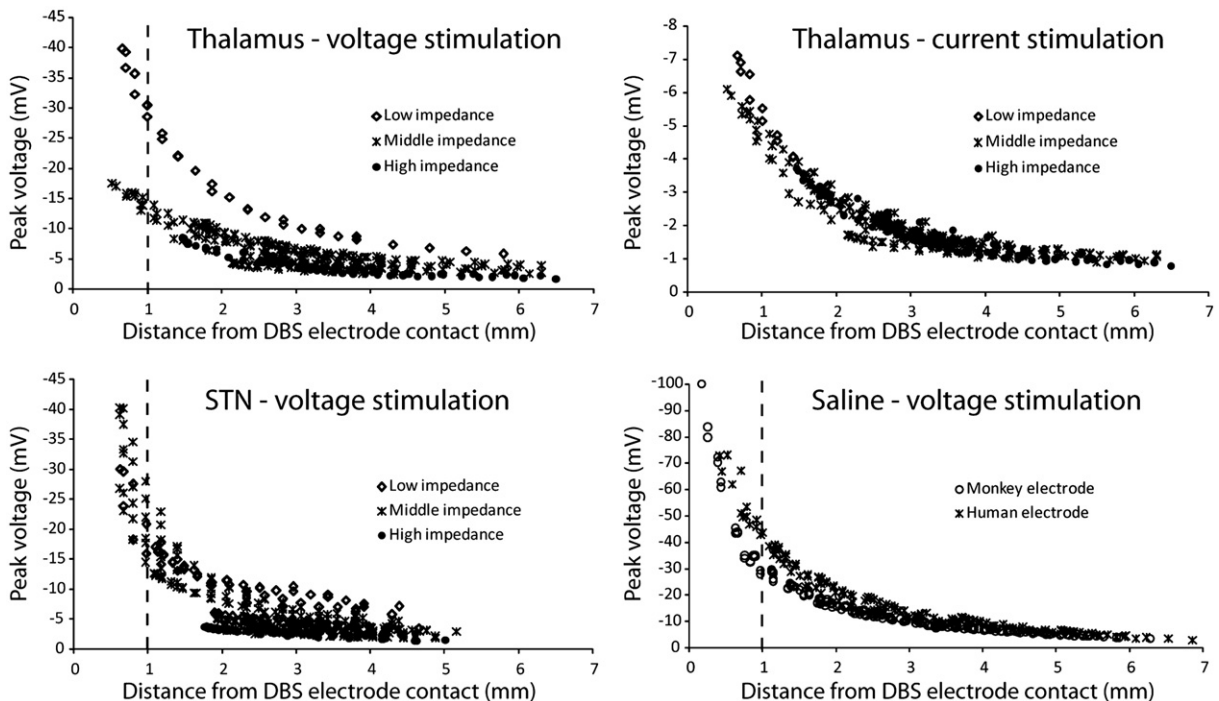 Thalamus - voltage stimulation
Peak voltage (mV)
-45
-40
-35
-30
-25
-20
-15
-10
-5
0
Low impedance
Middle impedance
High impedance
0 1 2 3 4 5 6 7
Distance from DBS electrode contact (mm)
Thalamus - current stimulation
Peak voltage (mV)
-8
-7
-6
-5
-4
-3
-2
-1
0
Low impedance
Middle impedance
High impedance
0 1 2 3 4 5 6 7
Distance from DBS electrode contact (mm)
STN - voltage stimulation
Peak voltage (mV)
-45
-40
-35
-30
-25
-20
-15
-10
-5
0
Low impedance
Middle impedance
High impedance
0 1 2 3 4 5 6 7
Distance from DBS electrode contact (mm)
Saline - voltage stimulation
Peak voltage (mV)
-100
-90
-80
-70
-60
-50
-40
-30
-20
-10
0
Monkey electrode
Human electrode
0 1 2 3 4 5 6 7
Distance from DBS electrode contact (mm)